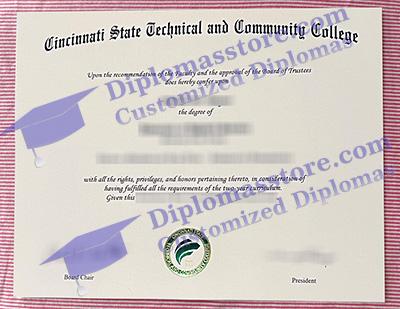 Cincinnati State Technical and Community College
Upon the recommendation of the Faculty and the approval of the Board of Trustees
does hereby confer upon
the degree of
with all the rights, privileges, and honors pertaining thereto, in consideration of
having fulfilled all the requirements of the two-year curriculum.
Given this
Board Chair
President
Diplomasstore.com
Customized Diplomas
Diplomasstore.com
Customized Diplomas